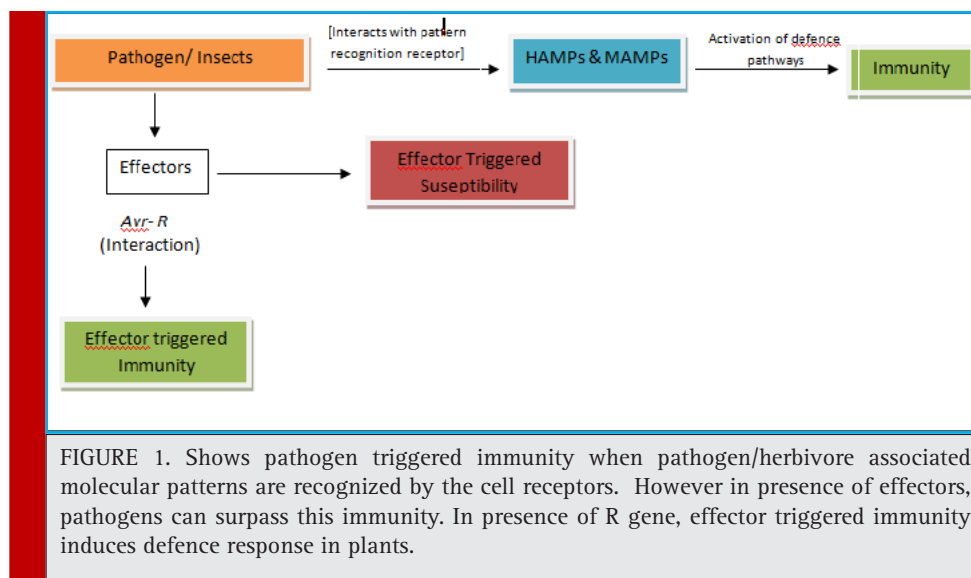 [Interacts with pattern
recognition receptor]
Pathogen/ Insects
HAMPs & MAMPs
Activation of defence
pathways
Immunity
Effectors
Effector Triggered
Suseptibility
Avr- R
(Interaction)
Effector triggered
Immunity
FIGURE 1. Shows pathogen triggered immunity when pathogen/herbivore associated
molecular patterns are recognized by the cell receptors. However in presence of effectors,
pathogens can surpass this immunity. In presence of R gene, effector triggered immunity
induces defence response in plants.